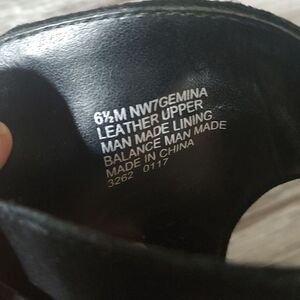 6½M NW7GEMINA
LEATHER UPPER
MAN MADE LINING
BALANCE MAN MADE
MADE IN CHINA
3262 0117